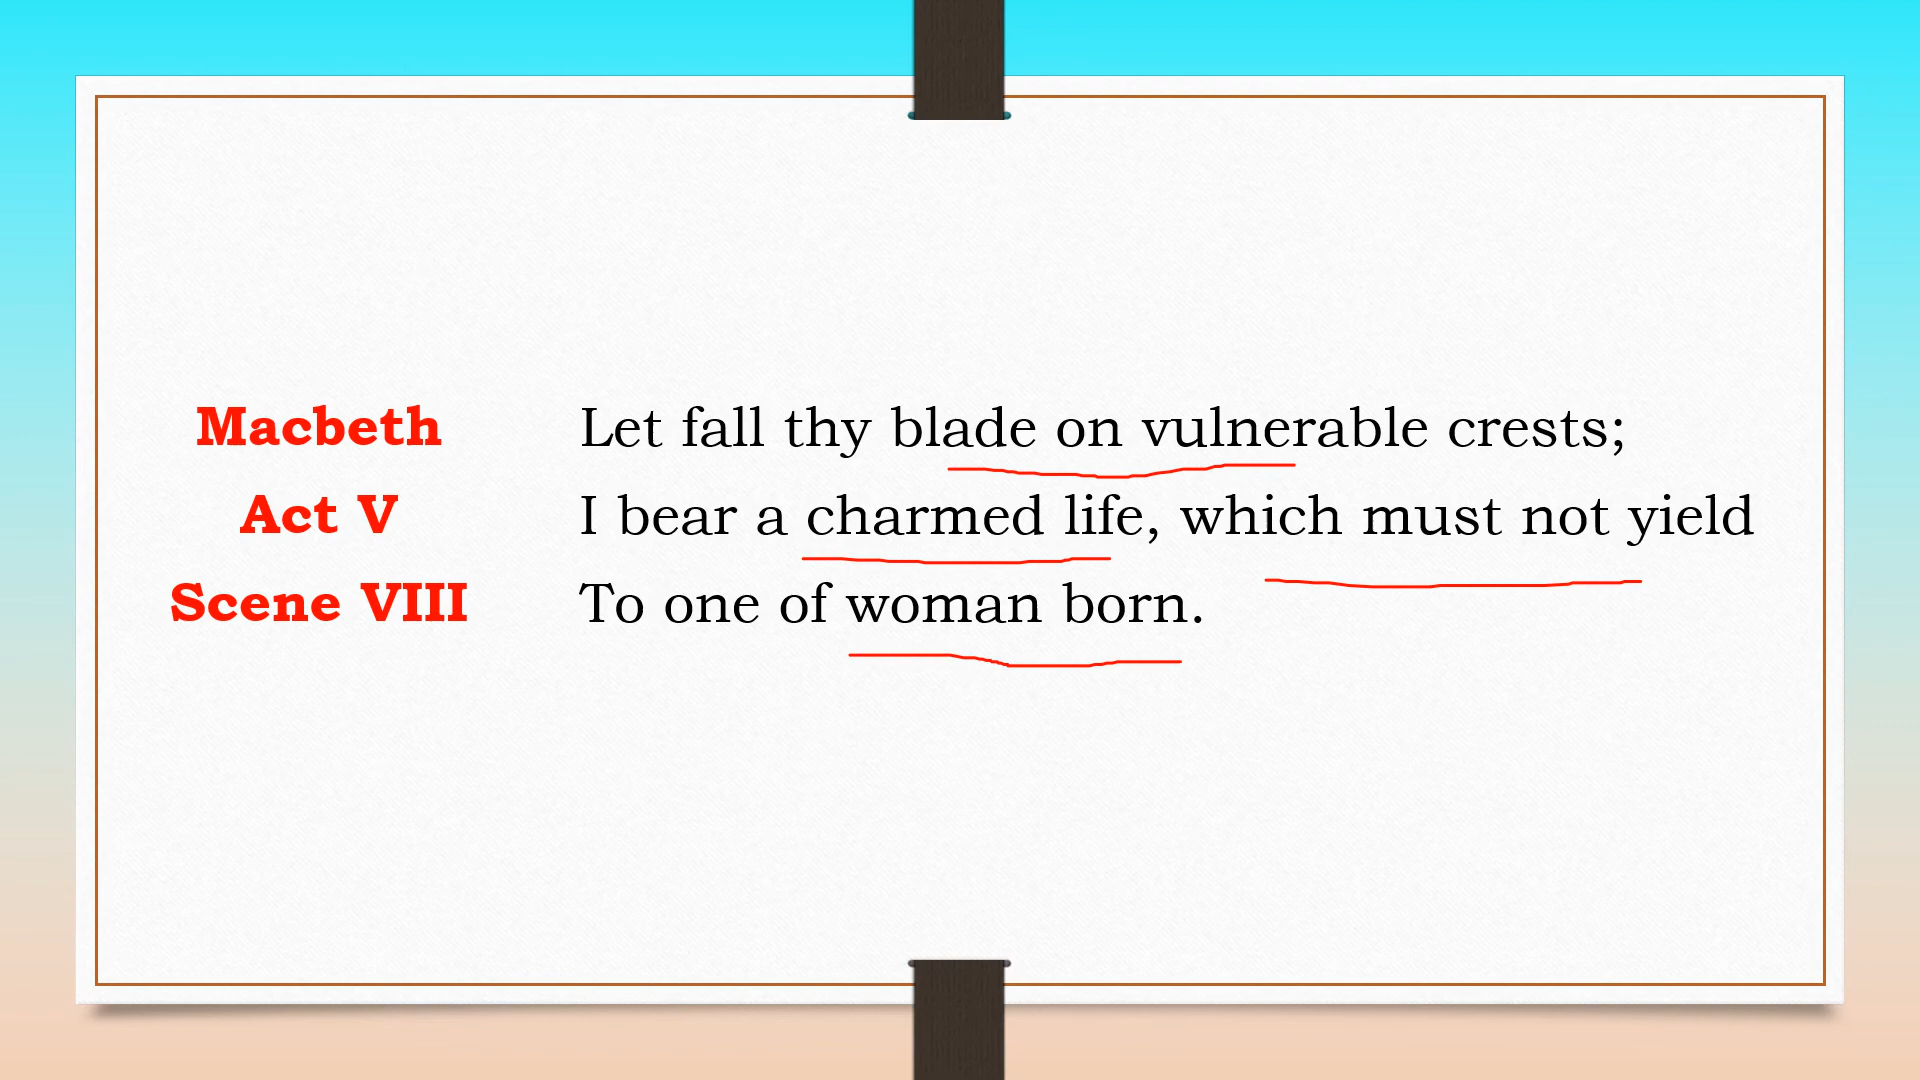 Macbeth
Act V
Scene VIII
Let fall thy blade on vulnerable crests;
I bear a charmed life, which must not yield
To one of woman born.